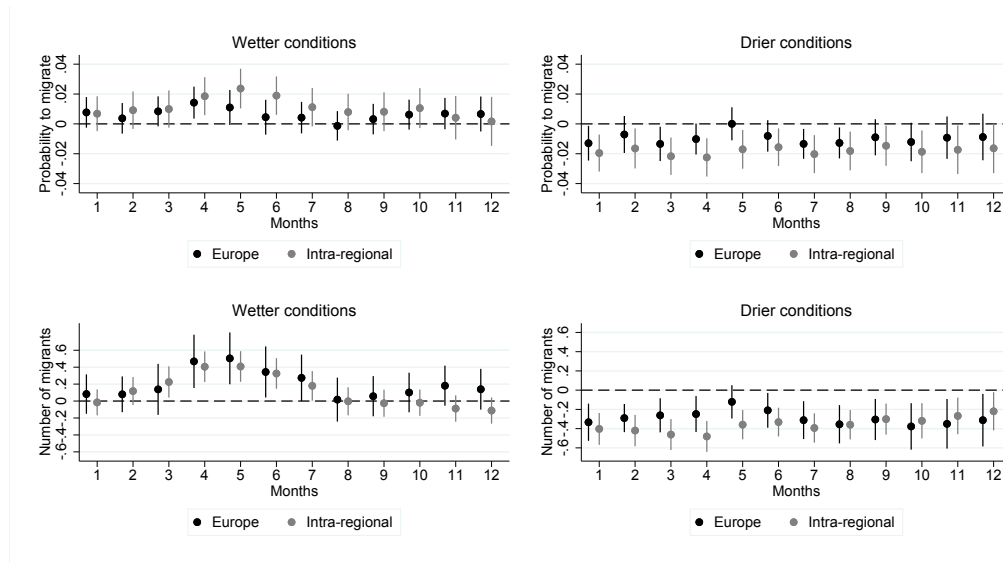 Wetter conditions
Probability to migrate
.04
.02
0
-.02
-.04
1 2 3 4 5 6 7 8 9 10 11 12
Months
Europe Intra-regional
Drier conditions
Probability to migrate
.04
.02
0
-.02
-.04
1 2 3 4 5 6 7 8 9 10 11 12
Months
Europe Intra-regional
Wetter conditions
Number of migrants
.6
.4
.2
0
-.2
-.4
-.6
1 2 3 4 5 6 7 8 9 10 11 12
Months
Europe Intra-regional
Drier conditions
Number of migrants
.6
.4
.2
0
-.2
-.4
-.6
1 2 3 4 5 6 7 8 9 10 11 12
Months
Europe Intra-regional